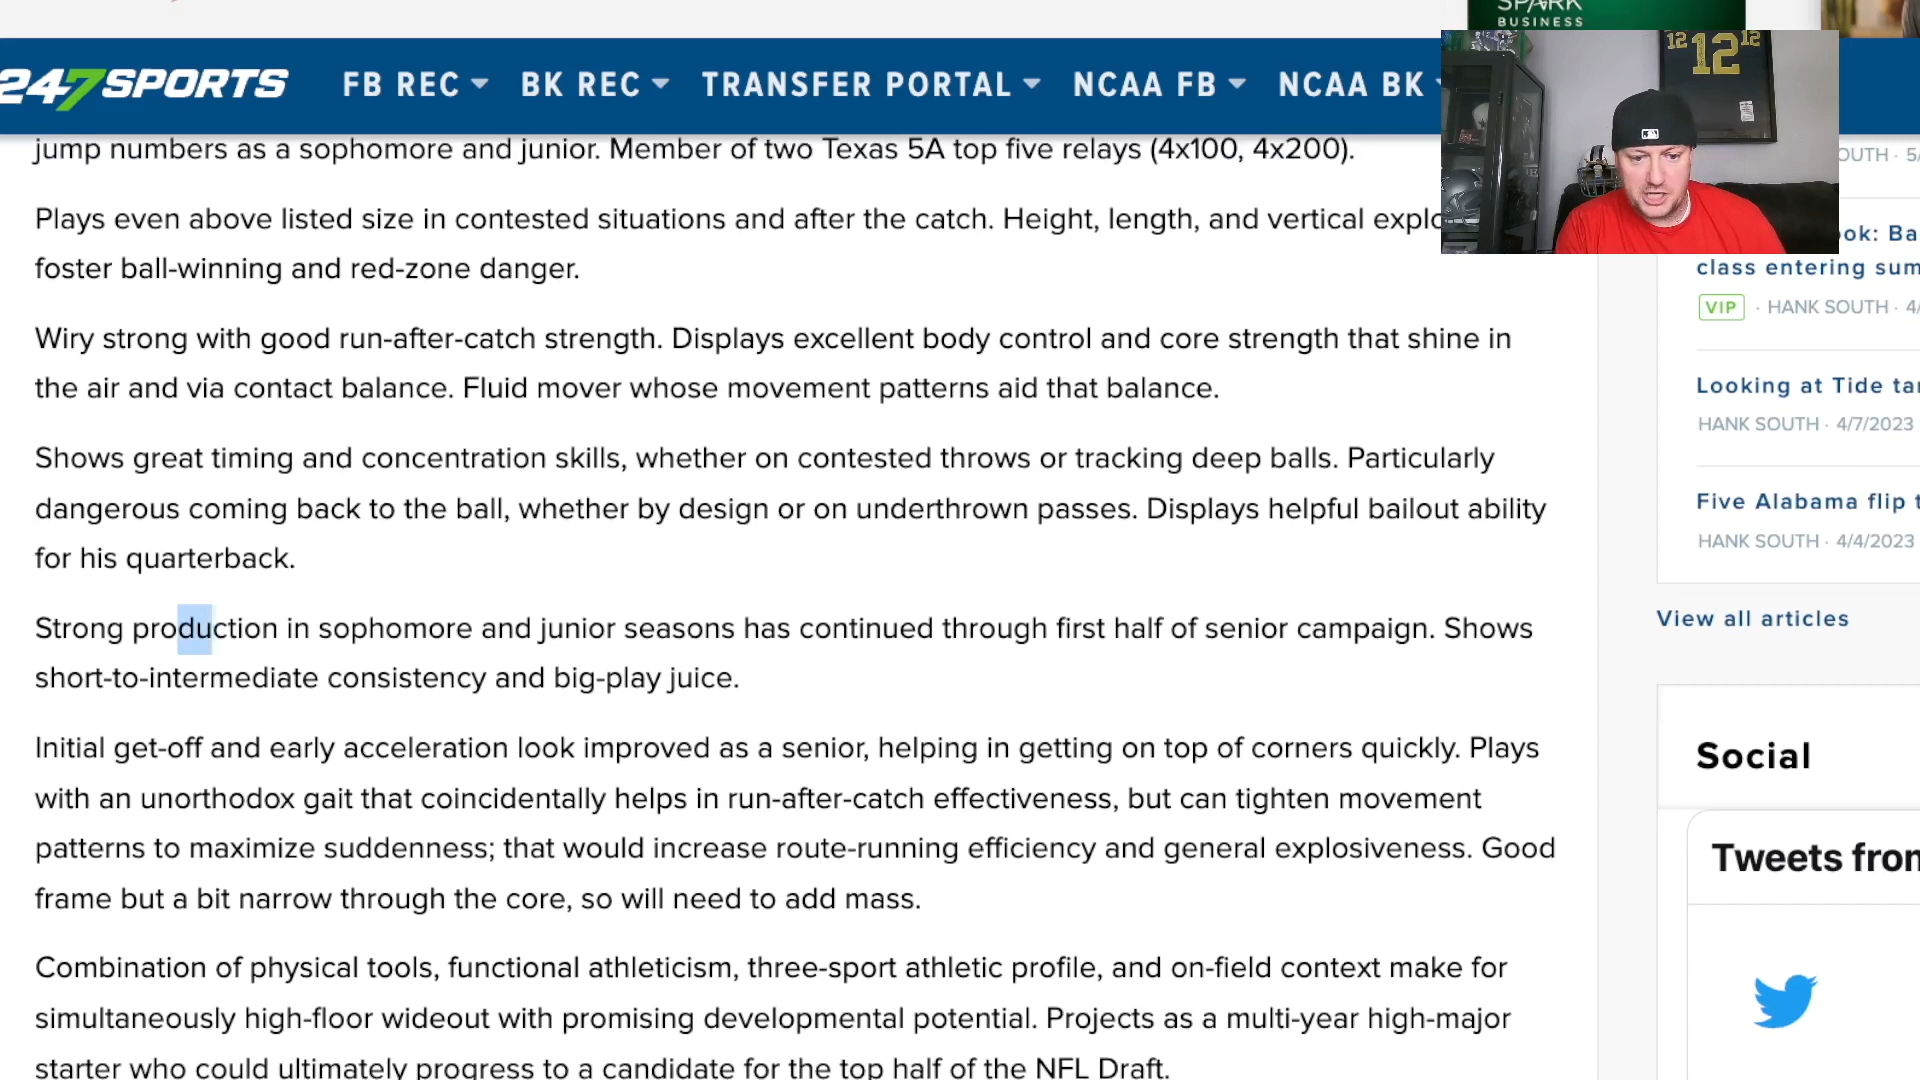 SPARK
BUSINESS
247SPORTS
FB REC
BK REC
TRANSFER PORTAL
NCAA FB
NCAA BK
12 12 12
jump numbers as a sophomore and junior. Member of two Texas 5A top five relays (4x100, 4x200).
Plays even above listed size in contested situations and after the catch. Height, length, and vertical explo
foster ball-winning and red-zone danger.
Wiry strong with good run-after-catch strength. Displays excellent body control and core strength that shine in
the air and via contact balance. Fluid mover whose movement patterns aid that balance.
Shows great timing and concentration skills, whether on contested throws or tracking deep balls. Particularly
dangerous coming back to the ball, whether by design or on underthrown passes. Displays helpful bailout ability
for his quarterback.
Strong production in sophomore and junior seasons has continued through first half of senior campaign. Shows
short-to-intermediate consistency and big-play juice.
Initial get-off and early acceleration look improved as a senior, helping in getting on top of corners quickly. Plays
with an unorthodox gait that coincidentally helps in run-after-catch effectiveness, but can tighten movement
patterns to maximize suddenness; that would increase route-running efficiency and general explosiveness. Good
frame but a bit narrow through the core, so will need to add mass.
Combination of physical tools, functional athleticism, three-sport athletic profile, and on-field context make for
simultaneously high-floor wideout with promising developmental potential. Projects as a multi-year high-major
starter who could ultimately progress to a candidate for the top half of the NFL Draft.
OUTH · 5/
ok: Ba
class entering sum
VIP · HANK SOUTH · 4/
Looking at Tide tar
HANK SOUTH · 4/7/2023
Five Alabama flip t
HANK SOUTH · 4/4/2023
View all articles
Social
Tweets from